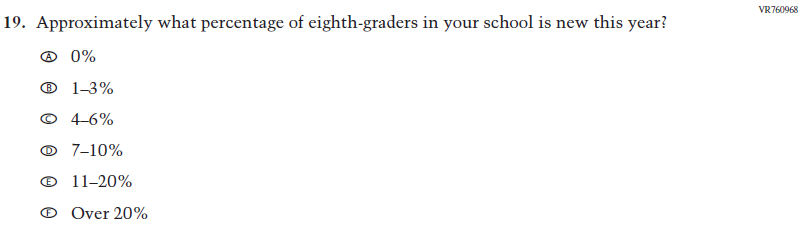 VR760968
19. Approximately what percentage of eighth-graders in your school is new this year?
Ⓐ 0%
Ⓑ 1–3%
Ⓒ 4–6%
Ⓓ 7–10%
Ⓔ 11–20%
Ⓕ Over 20%